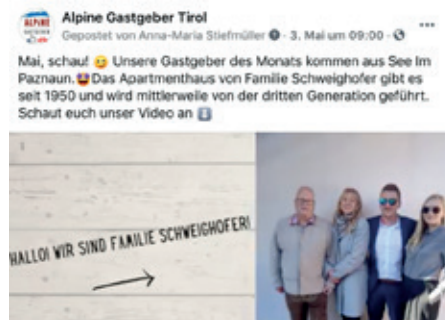 ALPINE
GASTGEBER
Alpine Gastgeber Tirol
Gepostet von Anna-Maria Stiefmüller · 3. Mai um 09:00 ·
Mai, schau! 😉 Unsere Gastgeber des Monats kommen aus See Im
Paznaun. 🤩Das Apartmenthaus von Familie Schweighofer gibt es
seit 1950 und wird mittlerweile von der dritten Generation geführt.
Schaut euch unser Video an ⬇️
HALLO! WIR SIND FAMILIE SCHWEIGHOFER!